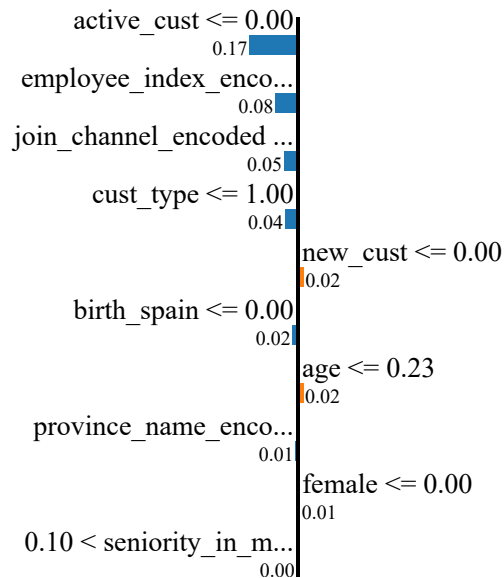 active_cust <= 0.00
0.17
employee_index_enco...
0.08
join_channel_encoded ...
0.05
cust_type <= 1.00
0.04
new_cust <= 0.00
0.02
birth_spain <= 0.00
0.02
age <= 0.23
0.02
province_name_enco...
0.01
female <= 0.00
0.01
0.10 < seniority_in_m...
0.00